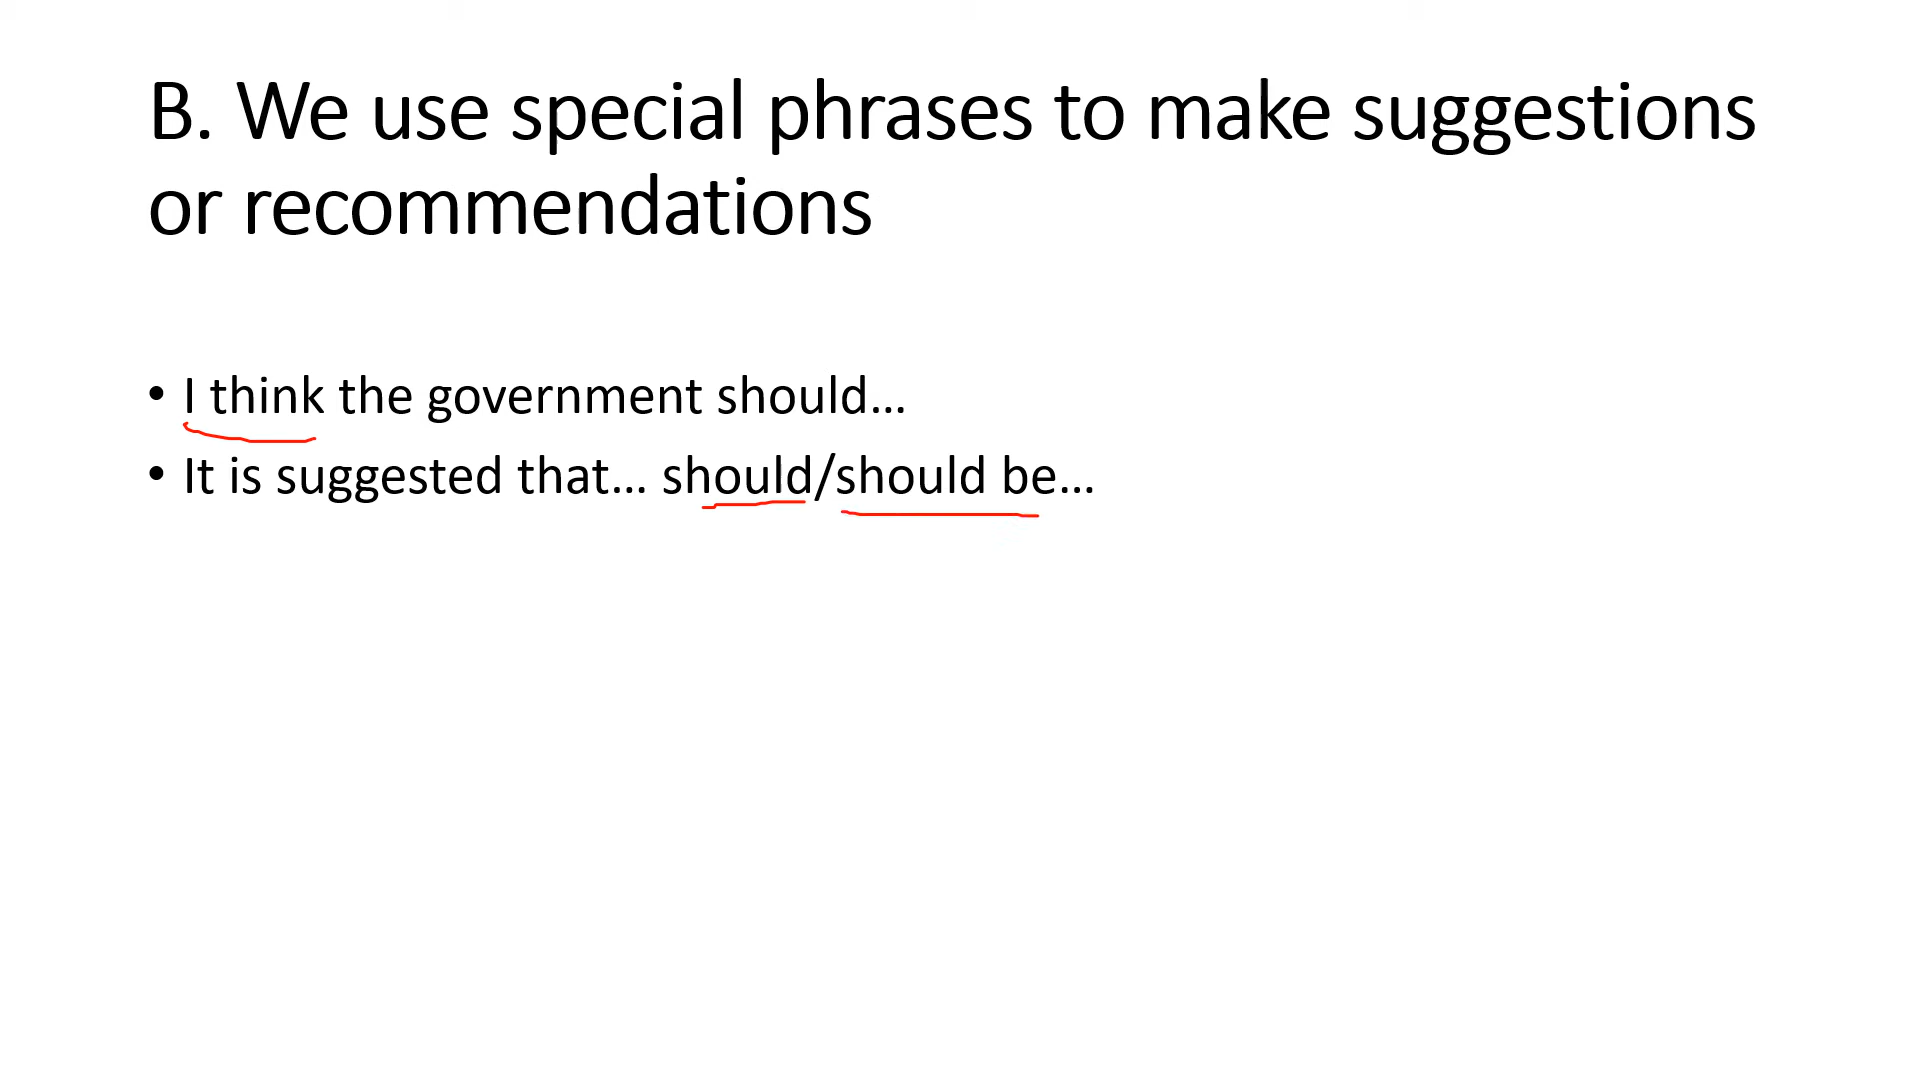 B. We use special phrases to make suggestions
or recommendations
• I think the government should...
• It is suggested that... should/should be...